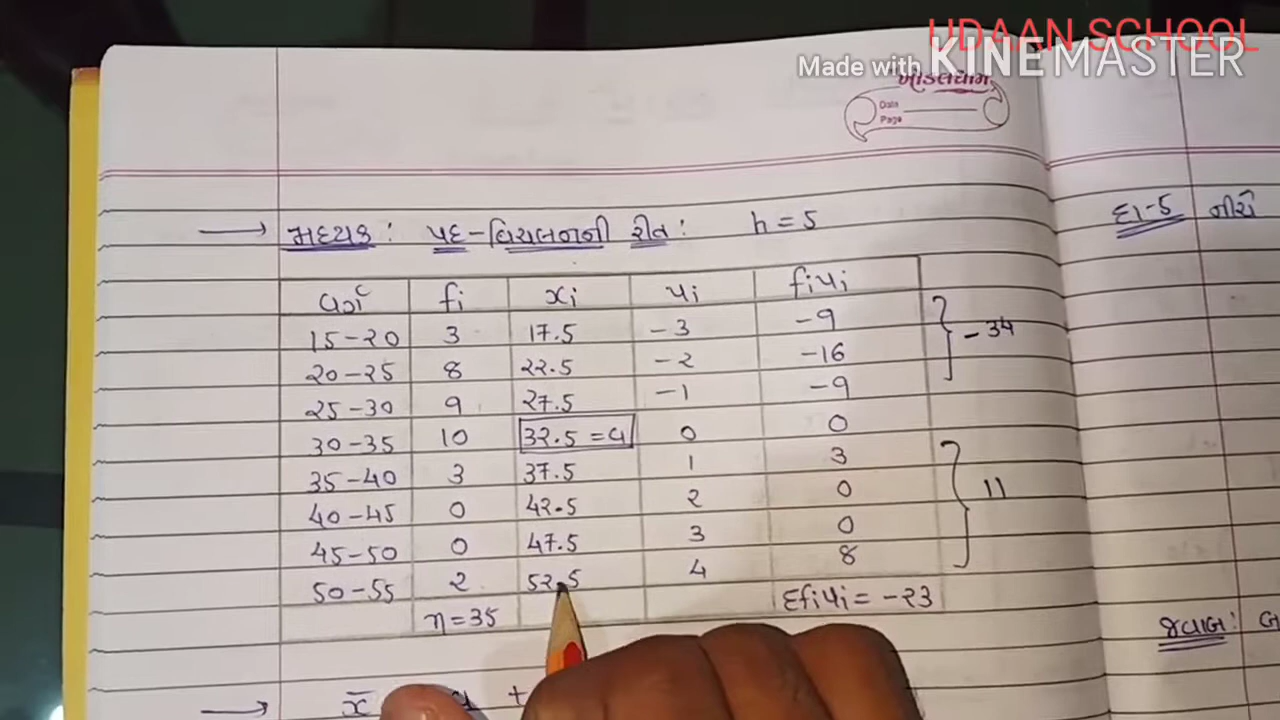 UDAAN SCHOOL
Made with KINEMASTER
ખોડલધામ
Date
Page
→ મધ્યક : પદ-વિચલનની રીત : h = 5
દા-5 નીચે
વર્ગ fi xi ui fiui
15-20 3 17.5 -3 -9
20-25 8 22.5 -2 -16
25-30 9 27.5 -1 -9
-34
30-35 10 32.5 = a 0 0
35-40 3 37.5 1 3
40-45 0 42.5 2 0
45-50 0 47.5 3 0
50-55 2 52.5 4 8
11
n = 35 Σfiui = -23
જવાબ :
→ x̄ a +